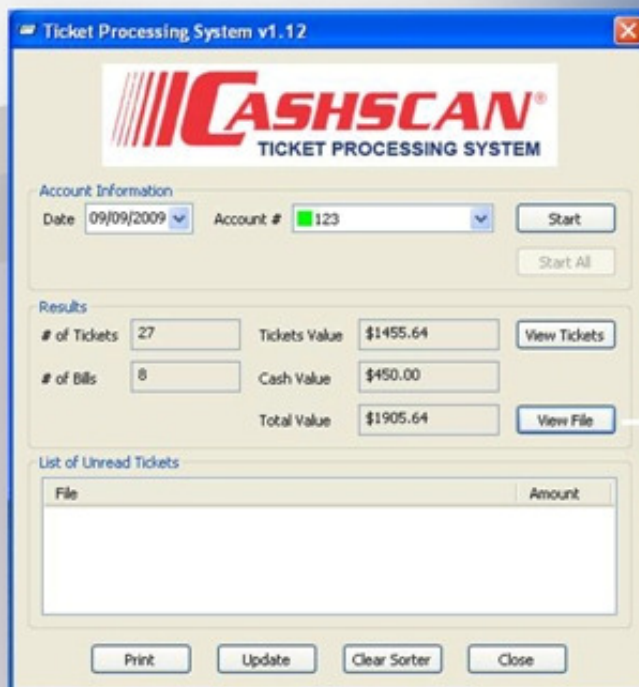 Ticket Processing System v1.12
CASHSCAN®
TICKET PROCESSING SYSTEM
Account Information
Date 09/09/2009 Account # 123 Start
Start All
Results
# of Tickets 27 Tickets Value $1455.64 View Tickets
# of Bills 8 Cash Value $450.00
Total Value $1905.64 View File
List of Unread Tickets
File Amount
Print Update Clear Sorter Close